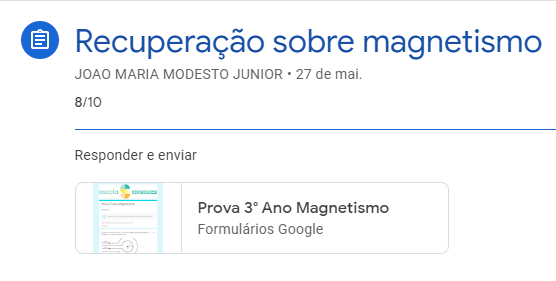 Recuperação sobre magnetismo
JOAO MARIA MODESTO JUNIOR • 27 de mai.
8/10
Responder e enviar
Prova 3° Ano Magnetismo
Formulários Google